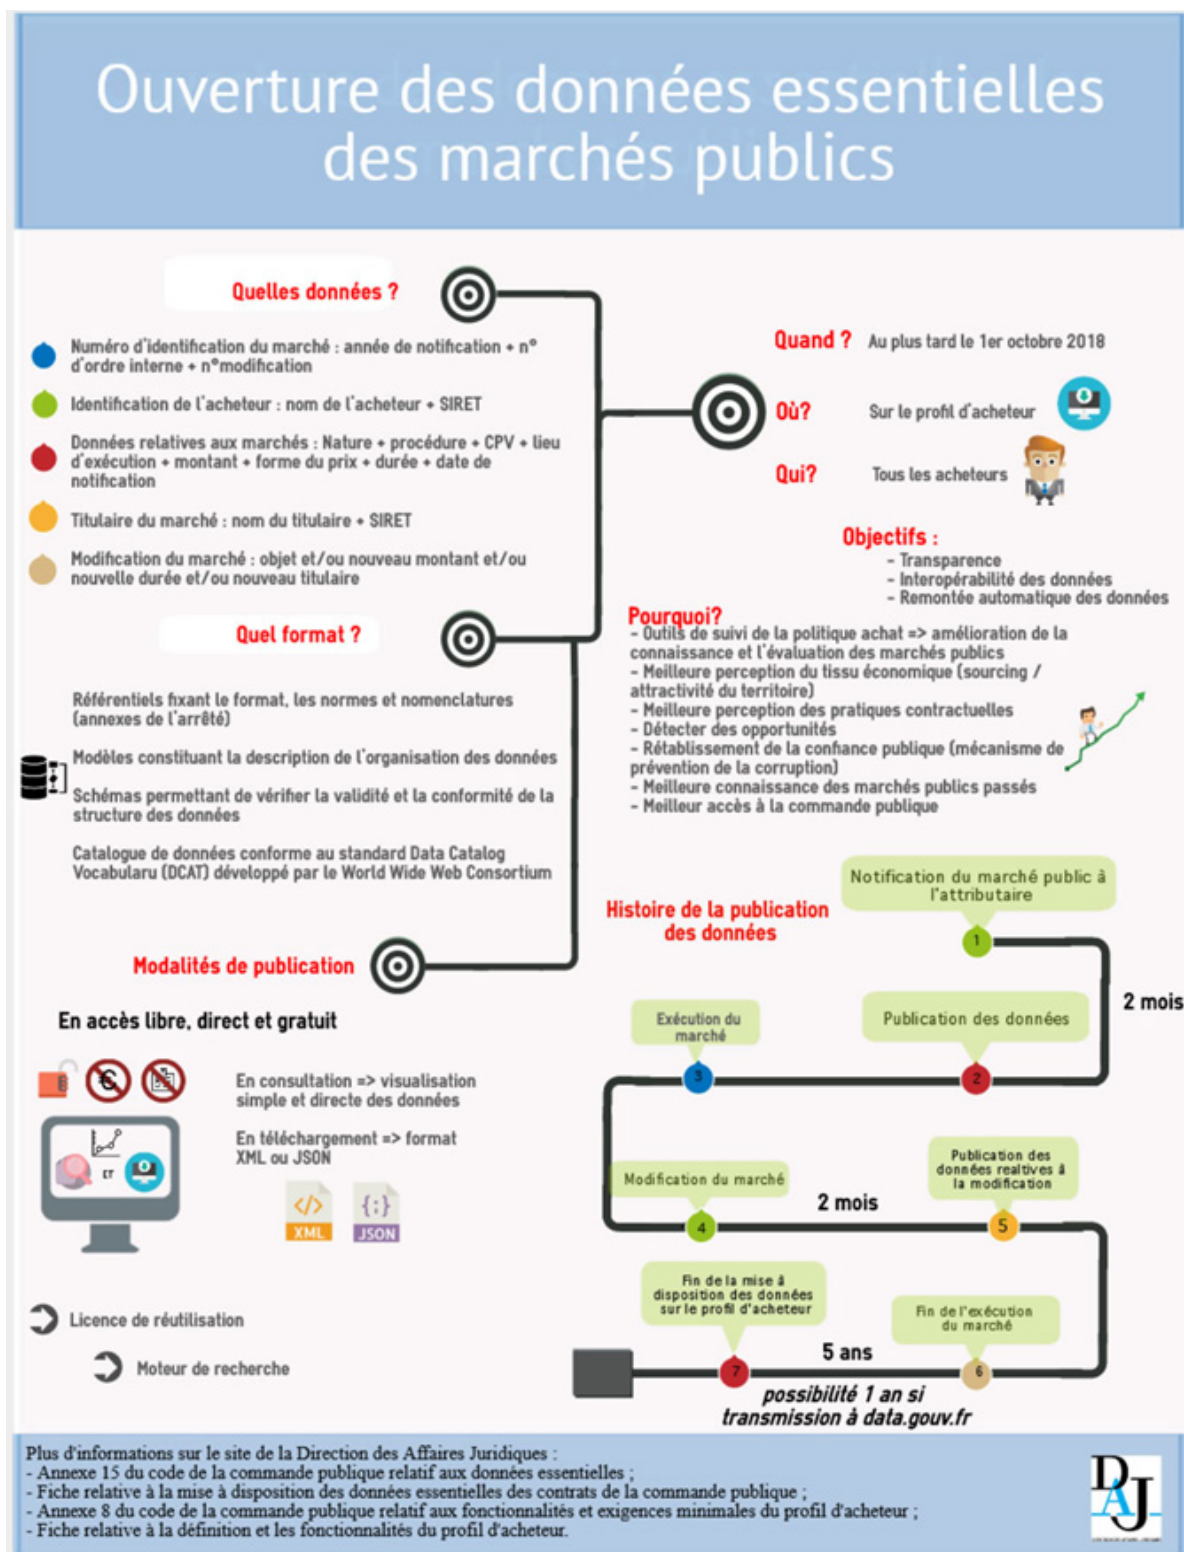 Ouverture des données essentielles
des marchés publics
Quelles données ?
Numéro d'identification du marché : année de notification + n°
d'ordre interne + n°modification
Identification de l'acheteur : nom de l'acheteur + SIRET
Données relatives aux marchés : Nature + procédure + CPV + lieu
d'exécution + montant + forme du prix + durée + date de
notification
Titulaire du marché : nom du titulaire + SIRET
Modification du marché : objet et/ou nouveau montant et/ou
nouvelle durée et/ou nouveau titulaire
Quel format ?
Référentiels fixant le format, les normes et nomenclatures
(annexes de l'arrêté)
Modèles constituant la description de l'organisation des données
Schémas permettant de vérifier la validité et la conformité de la
structure des données
Catalogue de données conforme au standard Data Catalog
Vocabularu (DCAT) développé par le World Wide Web Consortium
Modalités de publication
En accès libre, direct et gratuit
€
ET
En consultation => visualisation
simple et directe des données
En téléchargement => format
XML ou JSON
</>
XML
{;}
JSON
Licence de réutilisation
Moteur de recherche
Quand ? Au plus tard le 1er octobre 2018
Où? Sur le profil d'acheteur
Qui? Tous les acheteurs
Objectifs :
- Transparence
- Interopérabilité des données
- Remontée automatique des données
Pourquoi?
- Outils de suivi de la politique achat => amélioration de la
connaissance et l'évaluation des marchés publics
- Meilleure perception du tissu économique (sourcing /
attractivité du territoire)
- Meilleure perception des pratiques contractuelles
- Détecter des opportunités
- Rétablissement de la confiance publique (mécanisme de
prévention de la corruption)
- Meilleure connaissance des marchés publics passés
- Meilleur accès à la commande publique
Histoire de la publication
des données
Notification du marché public à
l'attributaire
1
2 mois
Publication des données
2
Exécution du
marché
3
Modification du marché
4
2 mois
Publication des
données realtives à
la modification
5
Fin de l'exécution
du marché
6
5 ans
possibilité 1 an si
transmission à data.gouv.fr
Fin de la mise à
disposition des données
sur le profil d'acheteur
7
Plus d'informations sur le site de la Direction des Affaires Juridiques :
- Annexe 15 du code de la commande publique relatif aux données essentielles ;
- Fiche relative à la mise à disposition des données essentielles des contrats de la commande publique ;
- Annexe 8 du code de la commande publique relatif aux fonctionnalités et exigences minimales du profil d'acheteur ;
- Fiche relative à la définition et les fonctionnalités du profil d'acheteur.
DAJ